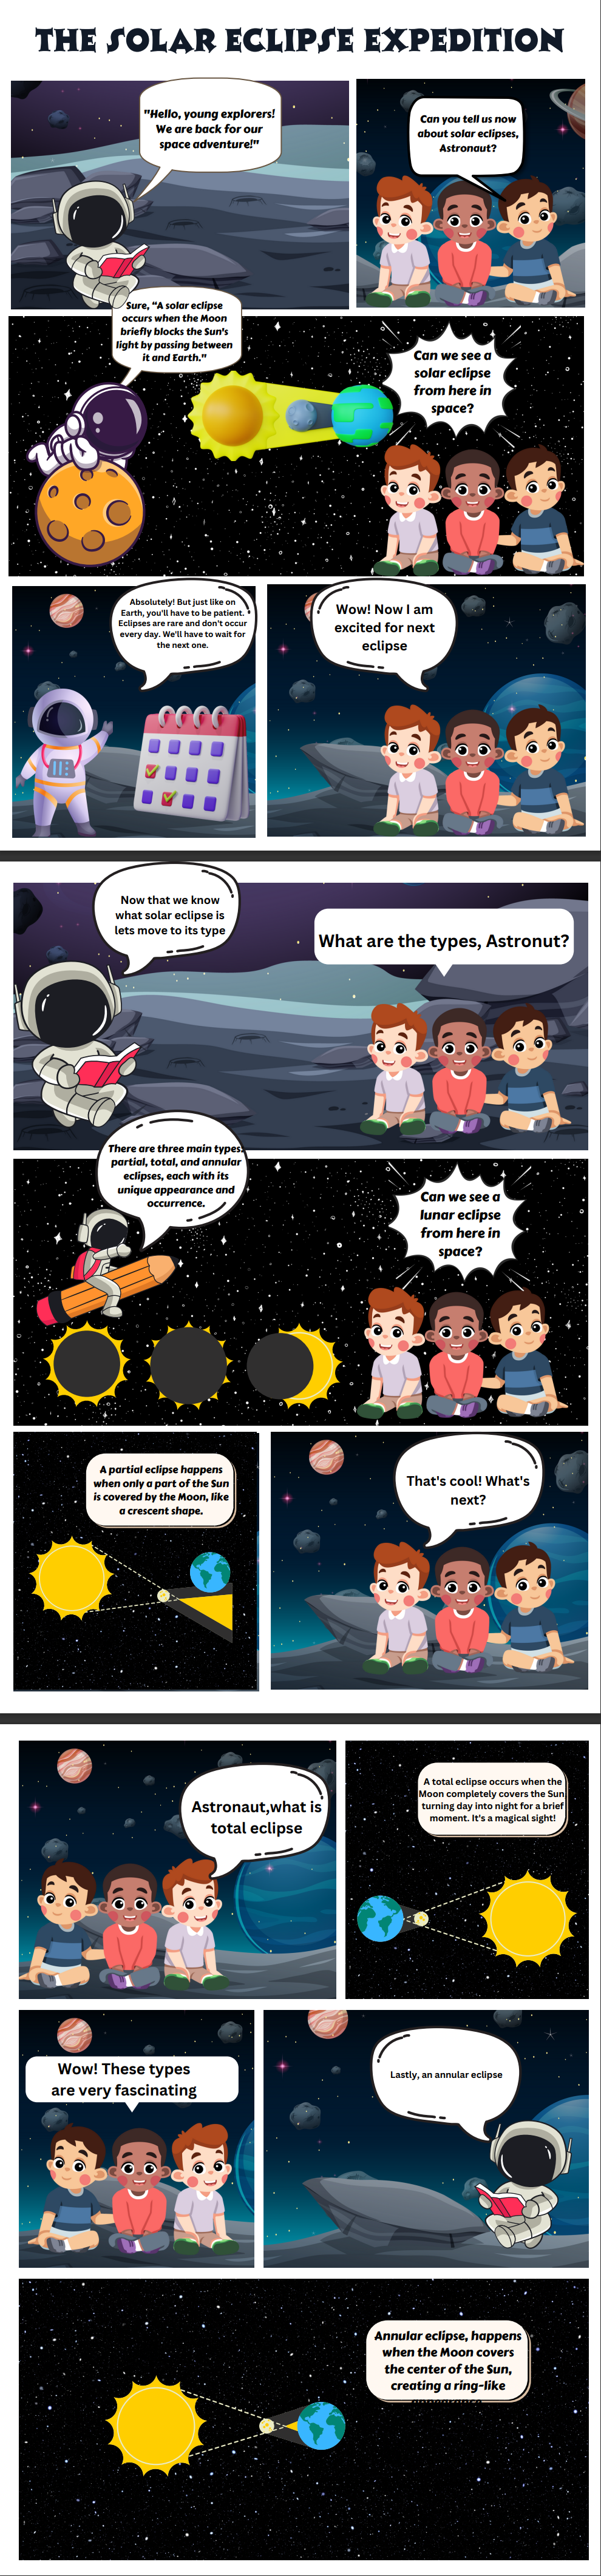 THE SOLAR ECLIPSE EXPEDITION
"Hello, young explorers!
We are back for our
space adventure!"
Can you tell us now
about solar eclipses,
Astronaut?
Sure, "A solar eclipse
occurs when the Moon
briefly blocks the Sun's
light by passing between
it and Earth."
Can we see a
solar eclipse
from here in
space?
Absolutely! But just like on
Earth, you'll have to be patient.
Eclipses are rare and don't occur
every day. We'll have to wait for
the next one.
Wow! Now I am
excited for next
eclipse
Now that we know
what solar eclipse is
lets move to its type
What are the types, Astronut?
There are three main types:
partial, total, and annular
eclipses, each with its
unique appearance and
occurrence.
Can we see a
lunar eclipse
from here in
space?
A partial eclipse happens
when only a part of the Sun
is covered by the Moon, like
a crescent shape.
That's cool! What's
next?
Astronaut,what is
total eclipse
A total eclipse occurs when the
Moon completely covers the Sun,
turning day into night for a brief
moment. It's a magical sight!
Wow! These types
are very fascinating
Lastly, an annular eclipse
Annular eclipse, happens
when the Moon covers
the center of the Sun,
creating a ring-like